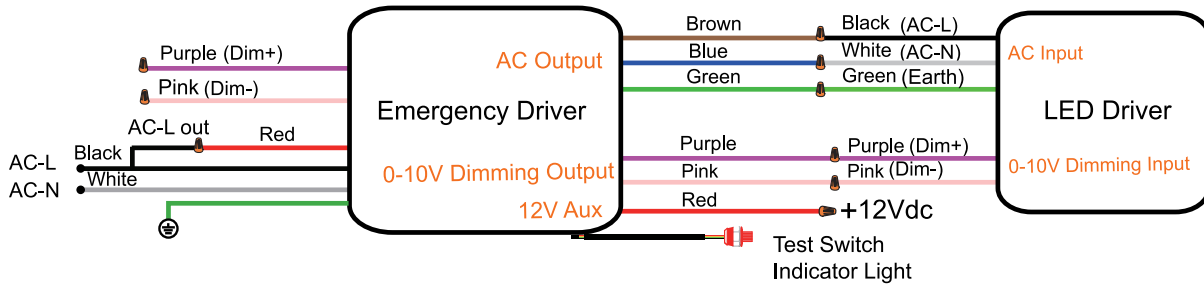 Brown
Black (AC-L)
Purple (Dim+)
AC Output
Blue
White (AC-N)
AC Input
Green
Green (Earth)
Pink (Dim-)
Emergency Driver
LED Driver
AC-L out
Red
AC-L
Black
Purple
Purple (Dim+)
0-10V Dimming Output
Pink
Pink (Dim-)
0-10V Dimming Input
AC-N
White
12V Aux
Red
+12Vdc
Test Switch
Indicator Light